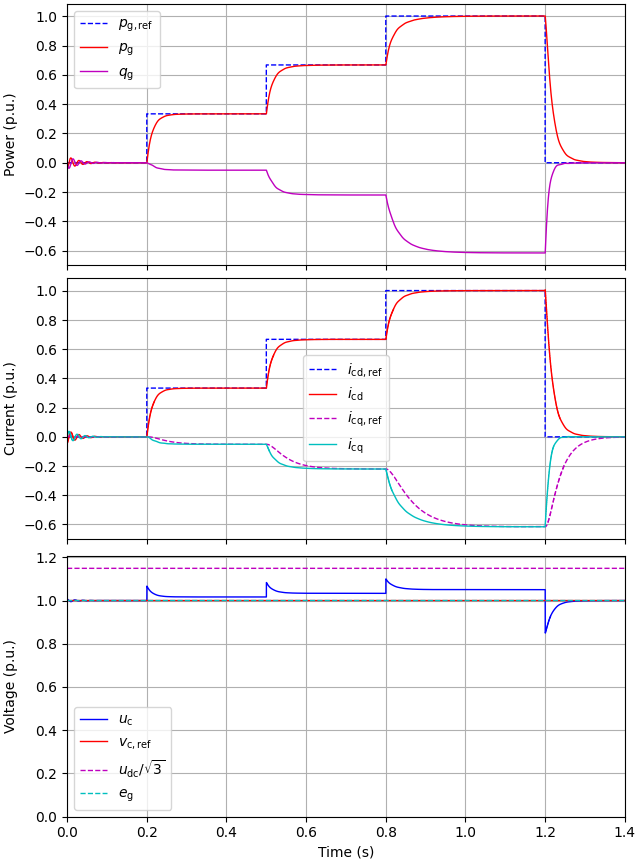 1.0
0.8
0.6
0.4
0.2
0.0
−0.2
−0.4
−0.6
Power (p.u.)
p_g,ref
p_g
q_g
1.0
0.8
0.6
0.4
0.2
0.0
−0.2
−0.4
−0.6
Current (p.u.)
i_cd,ref
i_cd
i_cq,ref
i_cq
1.2
1.0
0.8
0.6
0.4
0.2
0.0
Voltage (p.u.)
u_c
v_c,ref
u_dc/√3
e_g
0.0 0.2 0.4 0.6 0.8 1.0 1.2 1.4
Time (s)